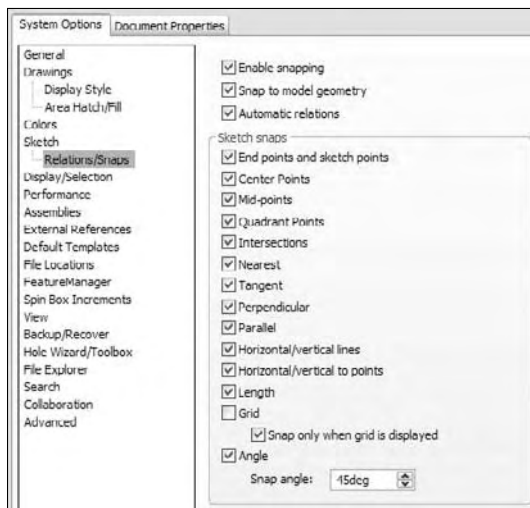 System Options
Document Properties
General
Drawings
Display Style
Area Hatch/Fill
Colors
Sketch
Relations/Snaps
Display/Selection
Performance
Assemblies
External References
Default Templates
File Locations
FeatureManager
Spin Box Increments
View
Backup/Recover
Hole Wizard/Toolbox
File Explorer
Search
Collaboration
Advanced
Enable snapping
Snap to model geometry
Automatic relations
Sketch snaps
End points and sketch points
Center Points
Mid-points
Quadrant Points
Intersections
Nearest
Tangent
Perpendicular
Parallel
Horizontal/vertical lines
Horizontal/vertical to points
Length
Grid
Snap only when grid is displayed
Angle
Snap angle: 45deg